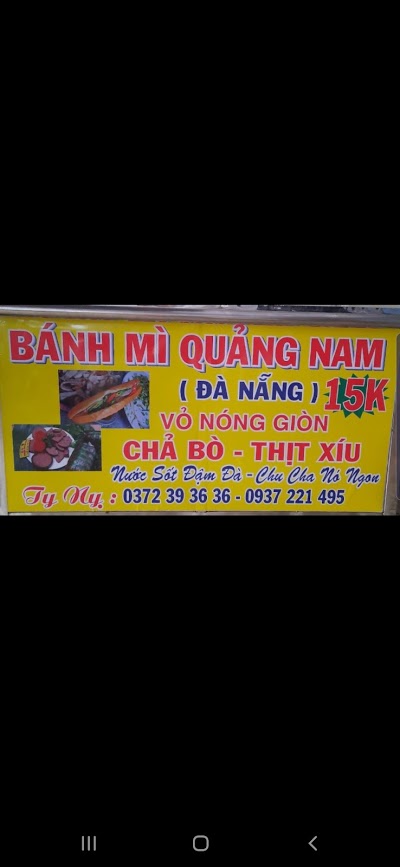 BÁNH MÌ QUẢNG NAM
( ĐÀ NẴNG ) 15K
VỎ NÓNG GIÒN
CHẢ BÒ - THỊT XÍU
Nước Sốt Đậm Đà - Chu Cha Nó Ngon
Ty Ny : 0372 39 36 36 - 0937 221 495